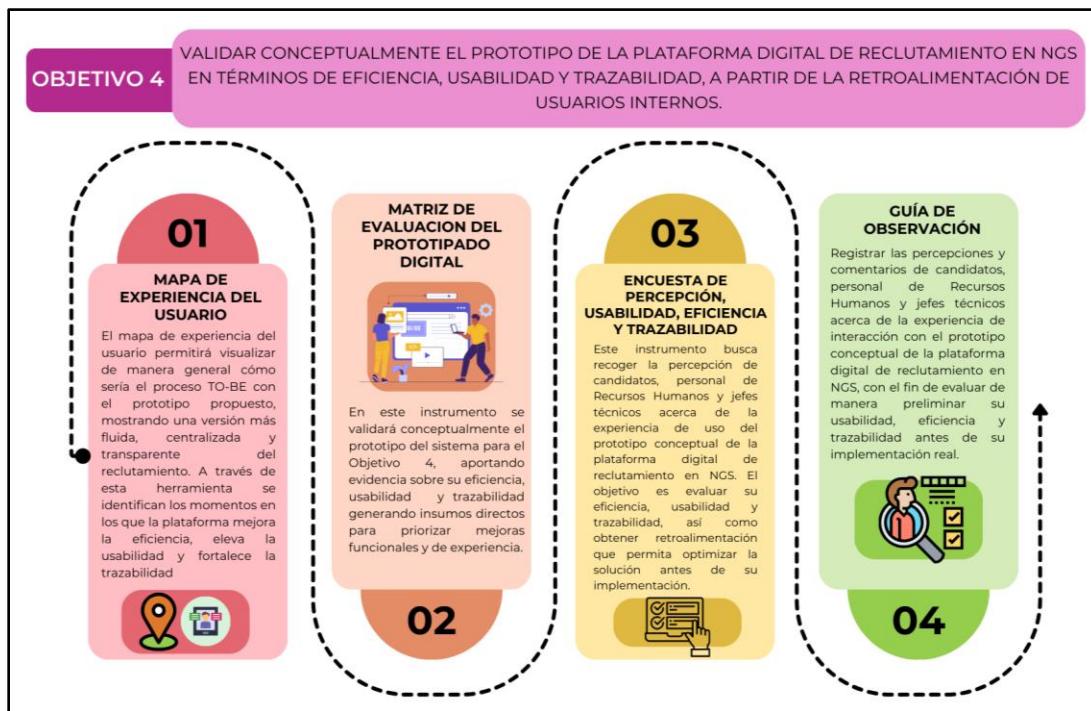 OBJETIVO 4
VALIDAR CONCEPTUALMENTE EL PROTOTIPO DE LA PLATAFORMA DIGITAL DE RECLUTAMIENTO EN NGS
EN TÉRMINOS DE EFICIENCIA, USABILIDAD Y TRAZABILIDAD, A PARTIR DE LA RETROALIMENTACIÓN DE
USUARIOS INTERNOS.
01
MAPA DE
EXPERIENCIA DEL
USUARIO
El mapa de experiencia del
usuario permitirá visualizar
de manera general cómo
sería el proceso TO-BE con
el prototipo propuesto,
mostrando una versión más
fluida, centralizada y
transparente del
reclutamiento. A través de
esta herramienta se
identifican los momentos en
los que la plataforma mejora
la eficiencia, eleva la
usabilidad y fortalece la
trazabilidad
MATRIZ DE
EVALUACION DEL
PROTOTIPADO
DIGITAL
En este instrumento se
validará conceptualmente el
prototipo del sistema para el
Objetivo 4, aportando
evidencia sobre su eficiencia,
usabilidad y trazabilidad
generando insumos directos
para priorizar mejoras
funcionales y de experiencia.
02
03
ENCUESTA DE
PERCEPCIÓN,
USABILIDAD, EFICIENCIA
Y TRAZABILIDAD
Este instrumento busca
recoger la percepción de
candidatos, personal de
Recursos Humanos y jefes
técnicos acerca de la
experiencia de uso del
prototipo conceptual de la
plataforma digital de
reclutamiento en NGS. El
objetivo es evaluar su
eficiencia, usabilidad y
trazabilidad, así como
obtener retroalimentación
que permita optimizar la
solución antes de su
implementación.
GUÍA DE
OBSERVACIÓN
Registrar las percepciones y
comentarios de candidatos,
personal de Recursos
Humanos y jefes técnicos
acerca de la experiencia de
interacción con el prototipo
conceptual de la plataforma
digital de reclutamiento en
NGS, con el fin de evaluar de
manera preliminar su
usabilidad, eficiencia y
trazabilidad antes de su
implementación real.
04